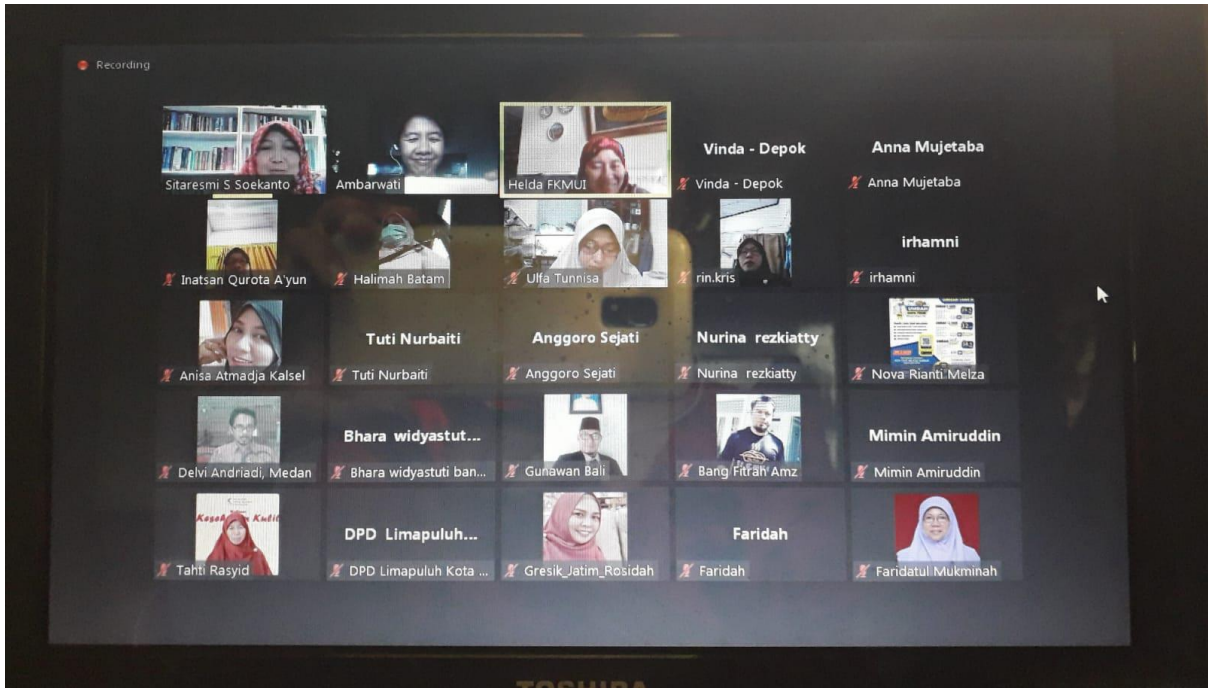 Recording
Sitaresmi S Soekanto
Ambarwati
Helda FKMUI
Vinda - Depok
Vinda - Depok
Anna Mujetaba
Anna Mujetaba
Inatsan Qurota A'yun
Halimah Batam
Ulfa Tunnisa
rin.kris
irhamni
irhamni
Anisa Atmadja Kalsel
Tuti Nurbaiti
Tuti Nurbaiti
Anggoro Sejati
Anggoro Sejati
Nurina rezkiatty
Nurina rezkiatty
Nova Rianti Melza
Delvi Andriadi, Medan
Bhara widyastut...
Bhara widyastuti ban...
Gunawan Bali
Bang Fitrah Amz
Mimin Amiruddin
Mimin Amiruddin
Kulit
Tahti Rasyid
DPD Limapuluh...
DPD Limapuluh Kota ...
Gresik_Jatim_Rosidah
Faridah
Faridah
Faridatul Mukminah
TOSHIBA